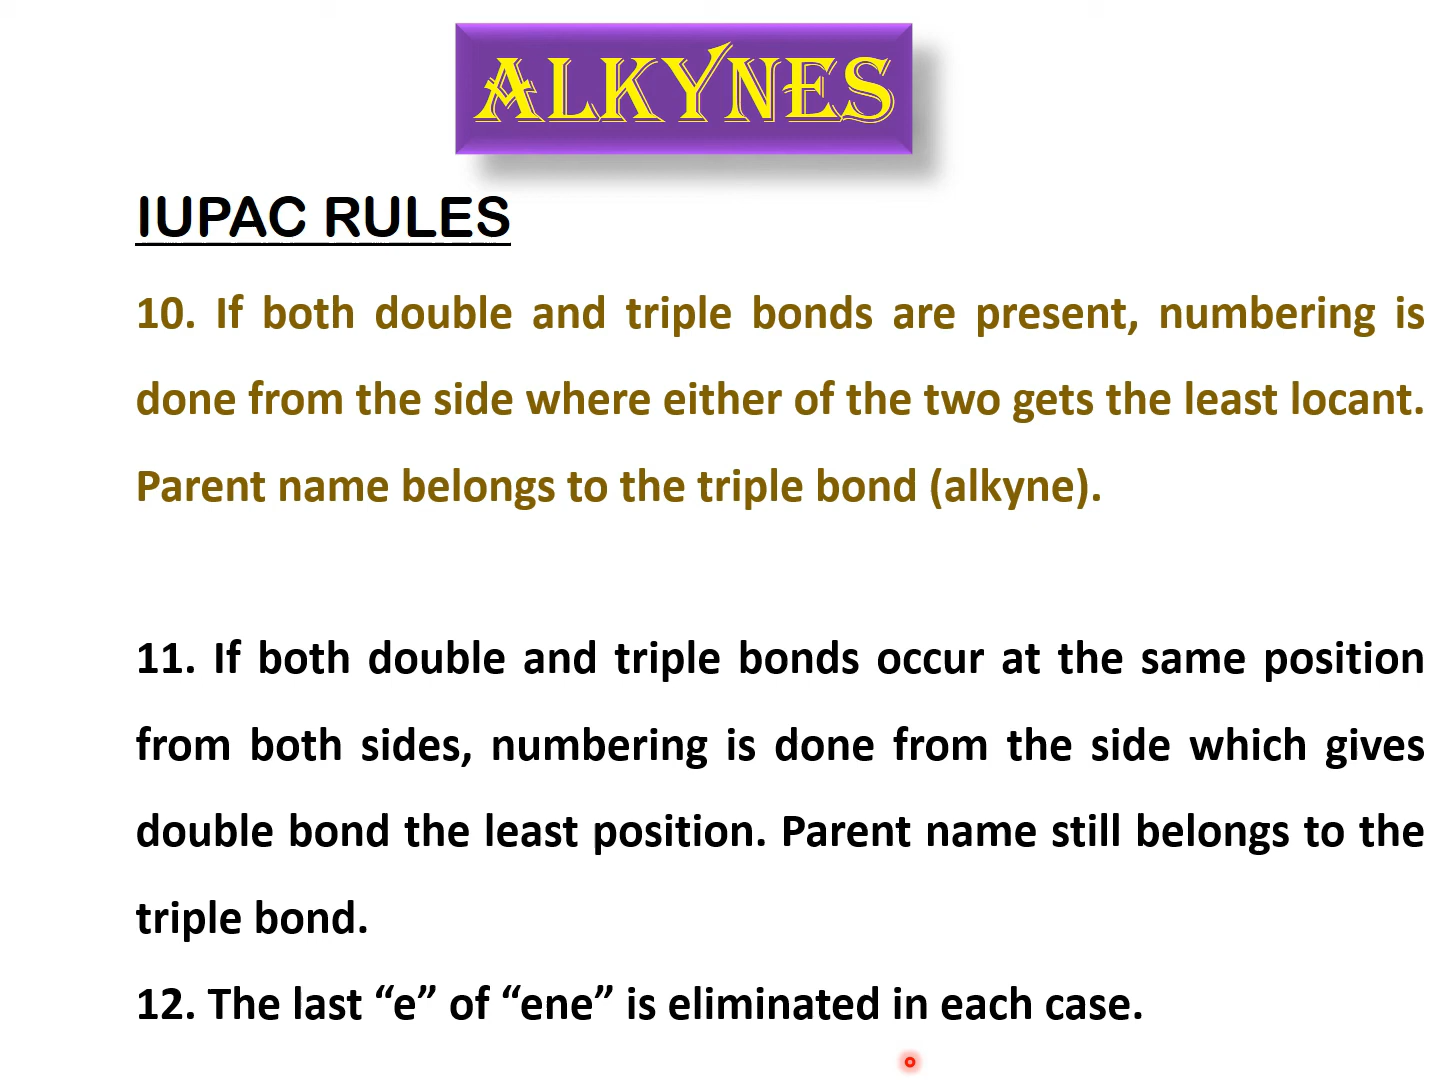 ALKYNES
IUPAC RULES
10. If both double and triple bonds are present, numbering is
done from the side where either of the two gets the least locant.
Parent name belongs to the triple bond (alkyne).
11. If both double and triple bonds occur at the same position
from both sides, numbering is done from the side which gives
double bond the least position. Parent name still belongs to the
triple bond.
12. The last “e” of “ene” is eliminated in each case.